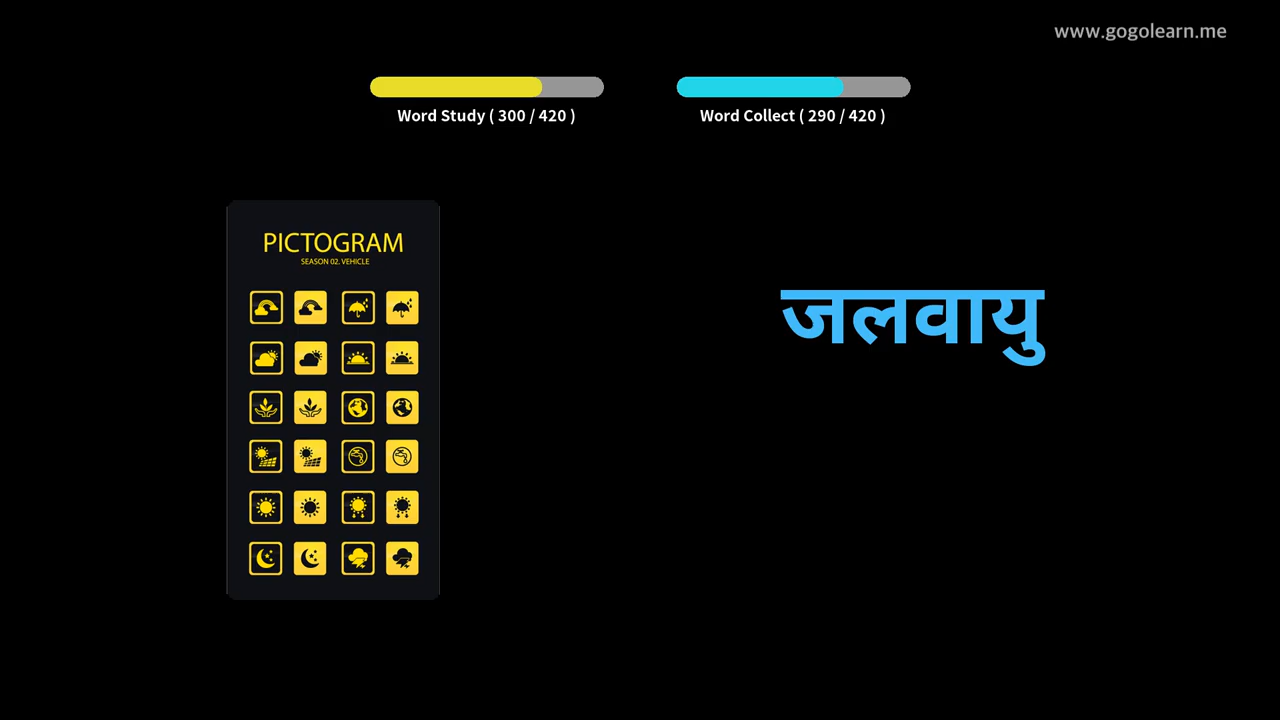 www.gogolearn.me
Word Study ( 300 / 420 )
Word Collect ( 290 / 420 )
PICTOGRAM
SEASON 02. VEHICLE
जलवायु